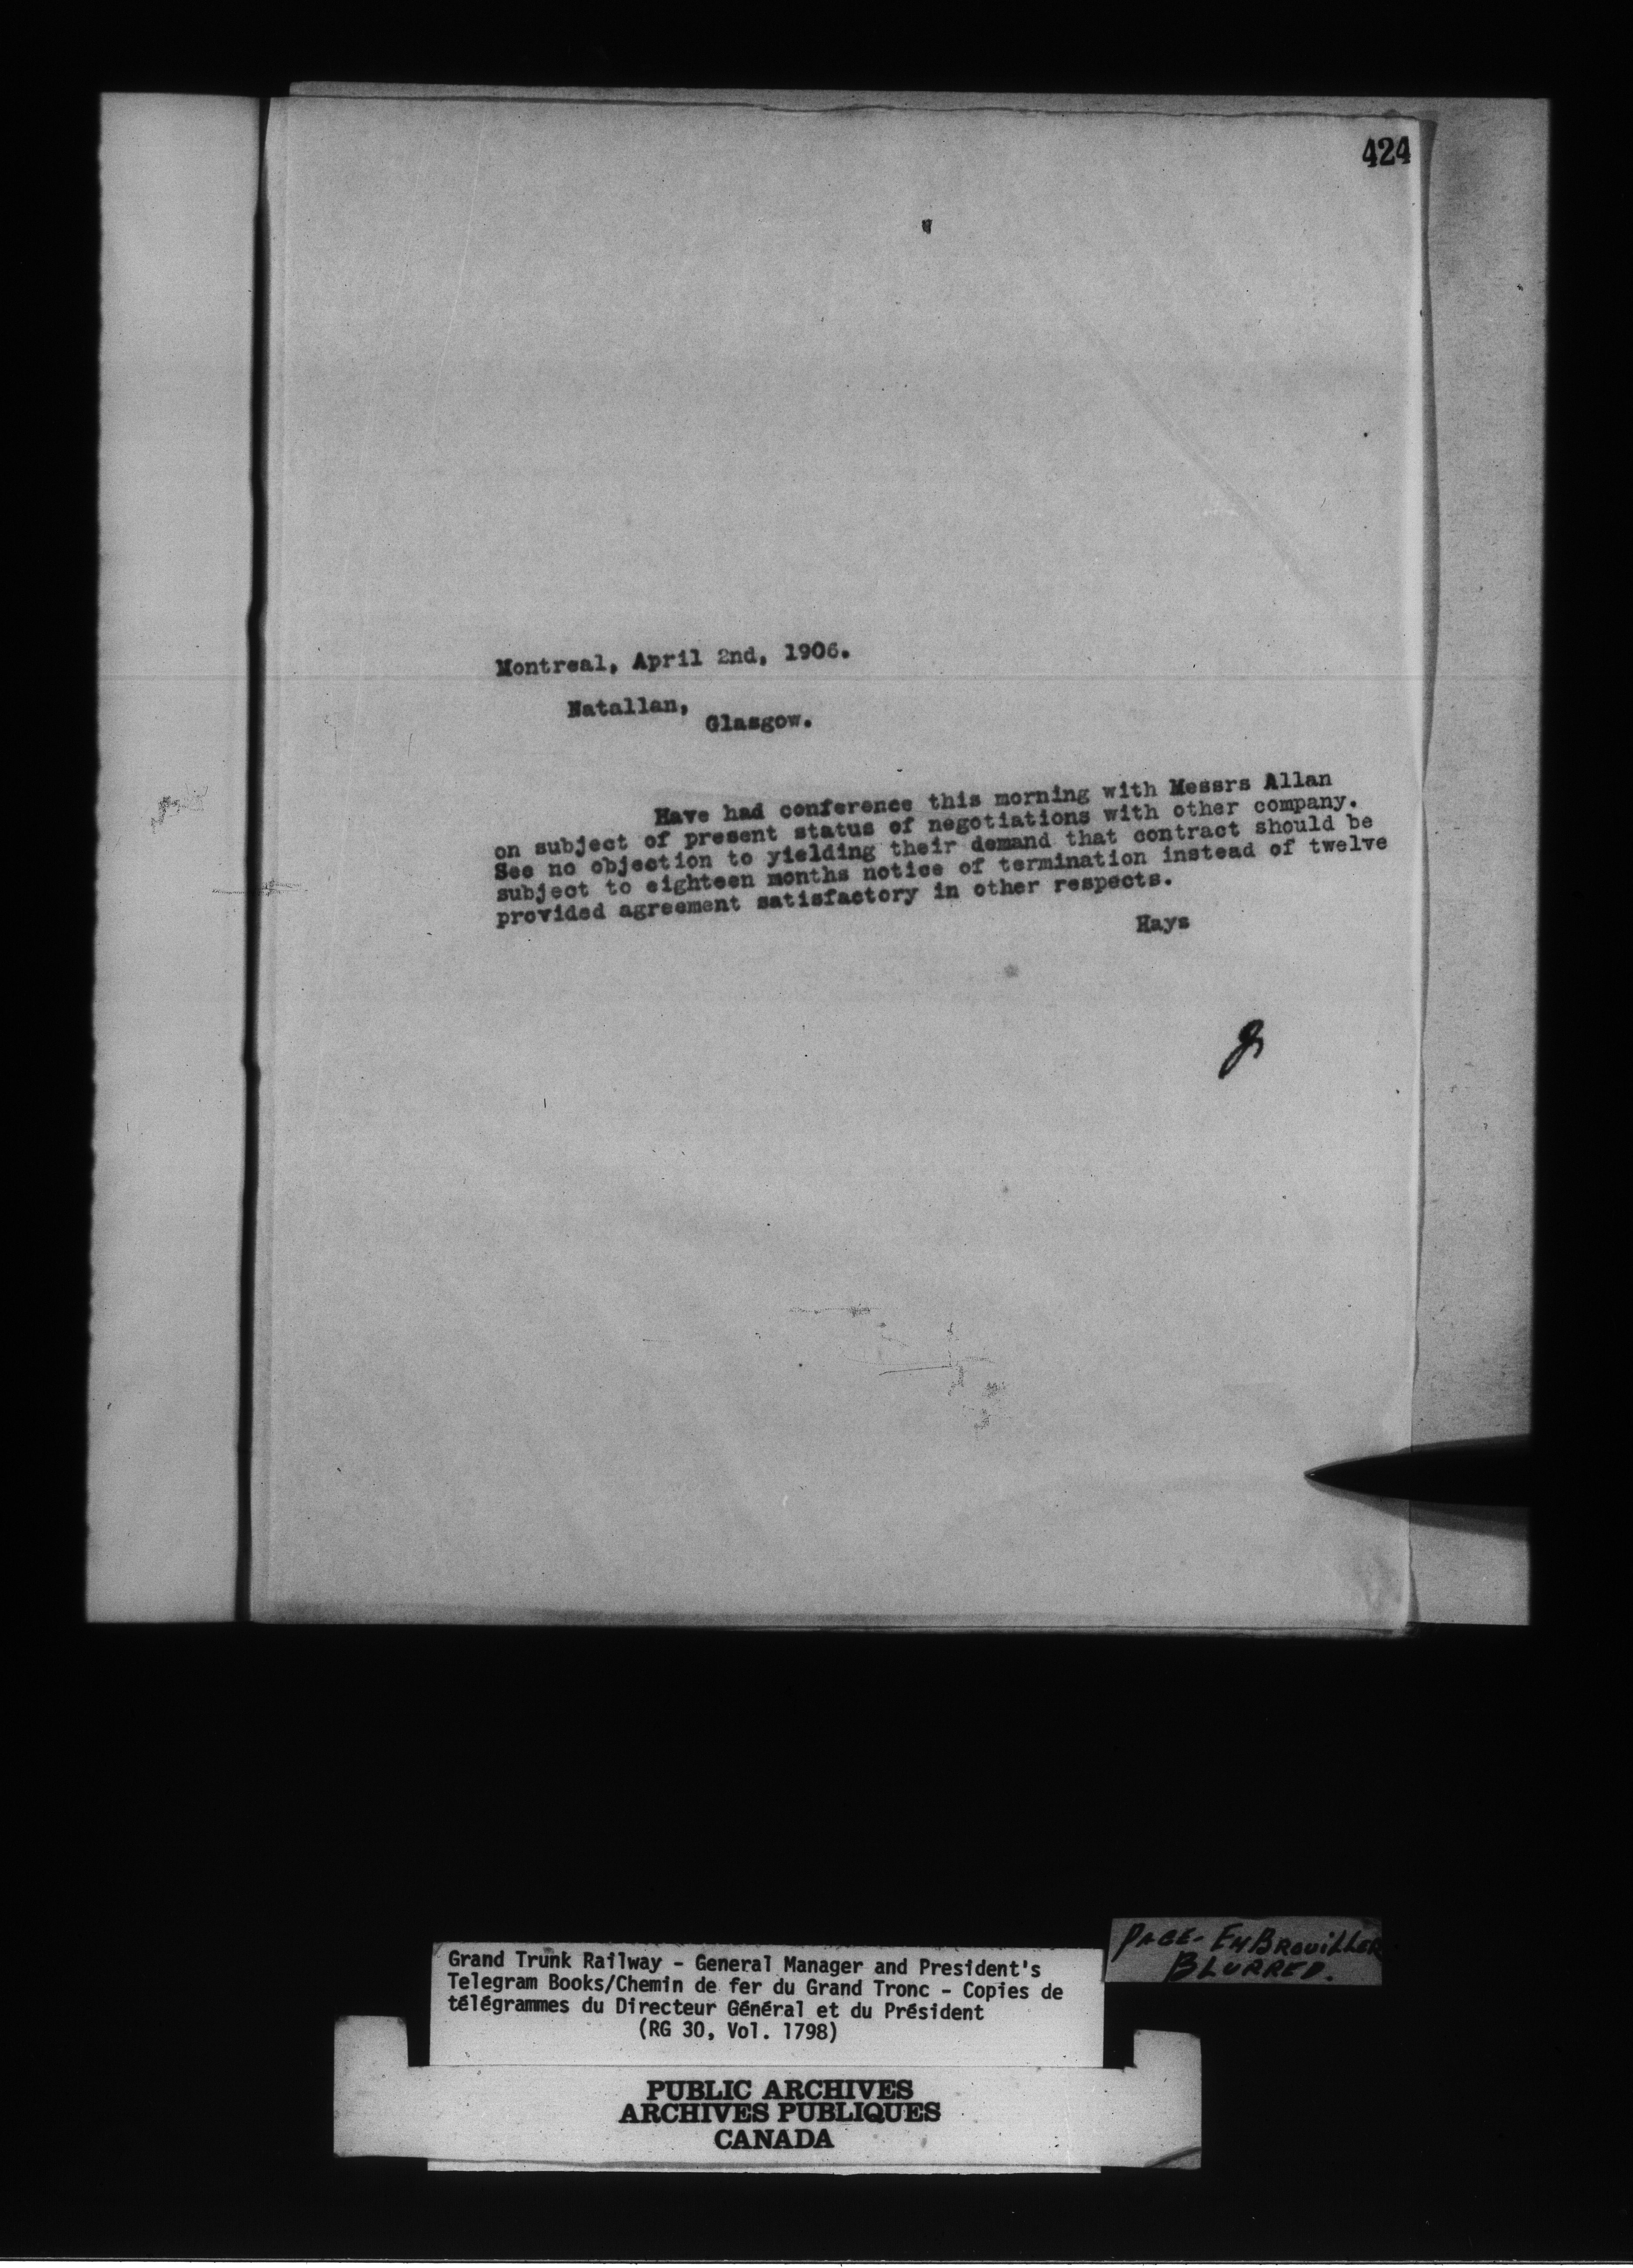 424
Montreal, April 2nd, 1906.
Natallan,
Glasgow.
Have had conference this morning with Messrs Allan
on subject of present status of negotiations with other company.
See no objection to yielding their demand that contract should be
subject to eighteen months notice of termination instead of twelve
provided agreement satisfactory in other respects.
Hays
PAGE- EMBROUILLER
BLURRED.
Grand Trunk Railway - General Manager and President's
Telegram Books/Chemin de fer du Grand Tronc - Copies de
télégrammes du Directeur Général et du Président
(RG 30, Vol. 1798)
PUBLIC ARCHIVES
ARCHIVES PUBLIQUES
CANADA